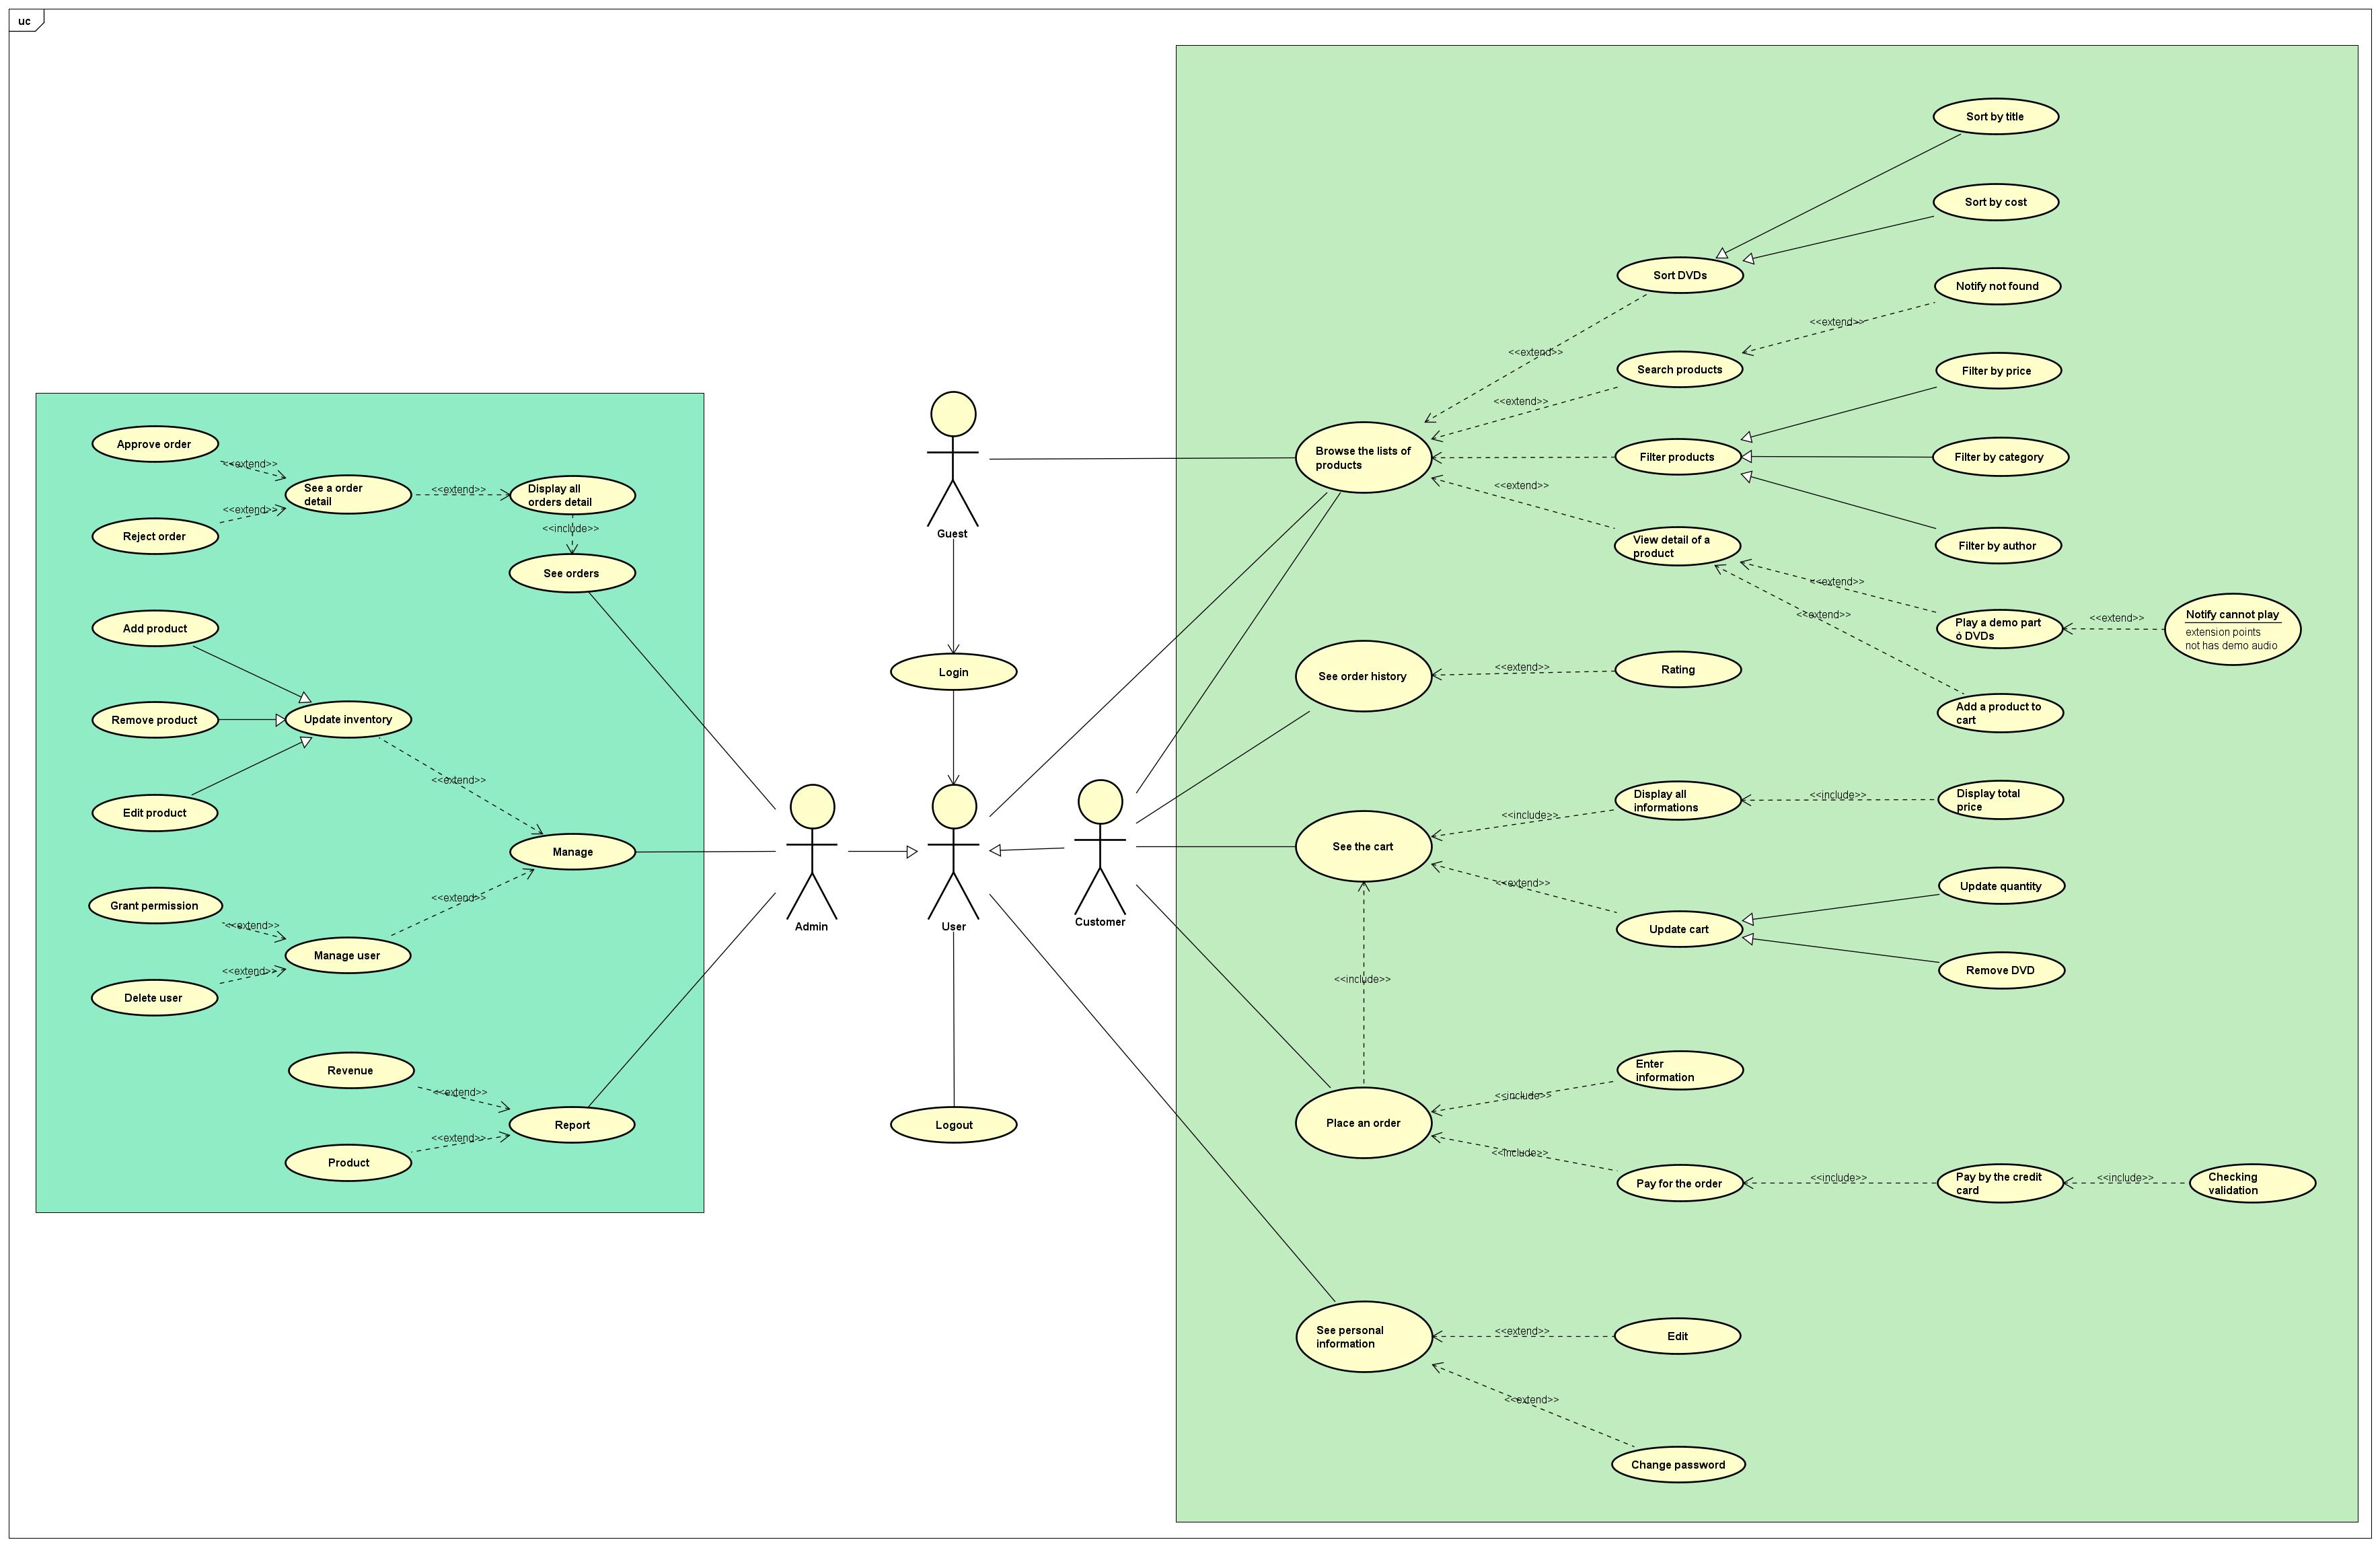 uc
Sort by title
Sort by cost
Sort DVDs
Notify not found
<<extend>>
<<extend>>
Search products
Filter by price
<<extend>>
Approve order
Browse the lists of
products
Filter products
Filter by category
<<extend>>
See a order
detail
<<extend>>
Display all
orders detail
<<extend>>
<<extend>>
Reject order
<<include>>
Guest
View detail of a
product
Filter by author
See orders
<<extend>>
Add product
<<extend>>
Play a demo part
ó DVDs
<<extend>>
Notify cannot play
extension points
not has demo audio
Login
See order history
<<extend>>
Rating
Remove product
Update inventory
Add a product to
cart
<<extend>>
Edit product
Display all
informations
<<include>>
Display total
price
<<include>>
Manage
See the cart
<<extend>>
Update quantity
Grant permission
<<extend>>
<<extend>>
Admin
User
Customer
Update cart
Manage user
<<extend>>
Delete user
Remove DVD
<<include>>
Revenue
<<extend>>
Enter
information
<<include>>
Report
Logout
Place an order
<<extend>>
Product
<<include>>
Pay for the order
<<include>>
Pay by the credit
card
<<include>>
Checking
validation
See personal
information
<<extend>>
Edit
<<extend>>
Change password